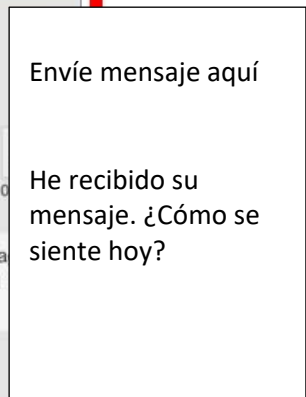 Envíe mensaje aquí
He recibido su
mensaje. ¿Cómo se
siente hoy?